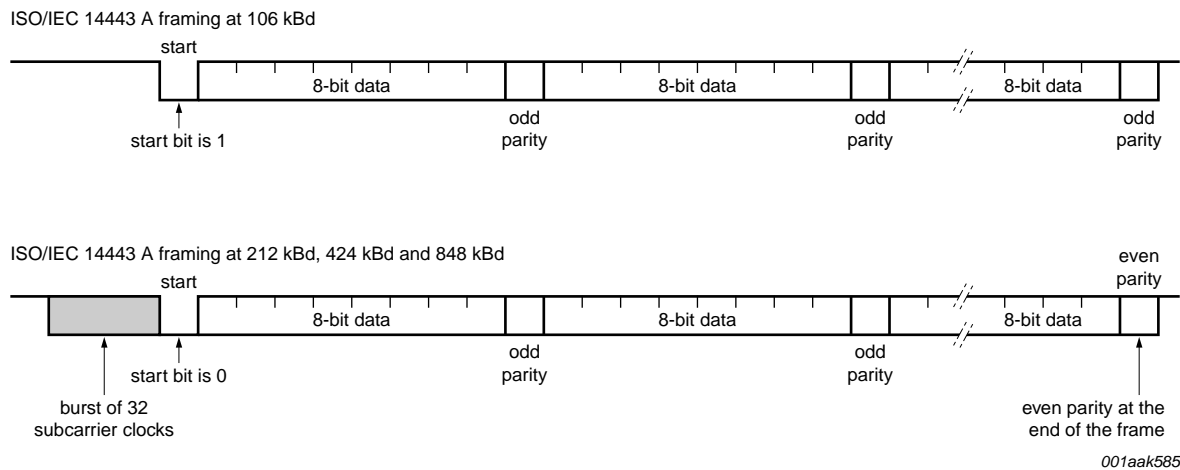 ISO/IEC 14443 A framing at 106 kBd
start
8-bit data
8-bit data
8-bit data
odd
parity
odd
parity
odd
parity
start bit is 1
ISO/IEC 14443 A framing at 212 kBd, 424 kBd and 848 kBd
even
parity
start
8-bit data
8-bit data
8-bit data
odd
parity
odd
parity
start bit is 0
burst of 32
subcarrier clocks
even parity at the
end of the frame
001aak585